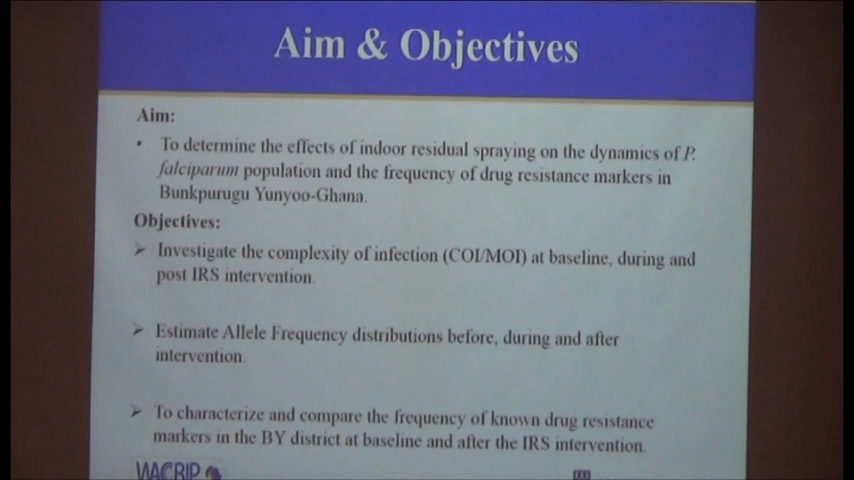 Aim & Objectives
Aim:
• To determine the effects of indoor residual spraying on the dynamics of P.
falciparum population and the frequency of drug resistance markers in
Bunkpurugu Yunyoo-Ghana.
Objectives:
➢ Investigate the complexity of infection (COI/MOI) at baseline, during and
post IRS intervention.
➢ Estimate Allele Frequency distributions before, during and after
intervention.
➢ To characterize and compare the frequency of known drug resistance
markers in the BY district at baseline and after the IRS intervention.